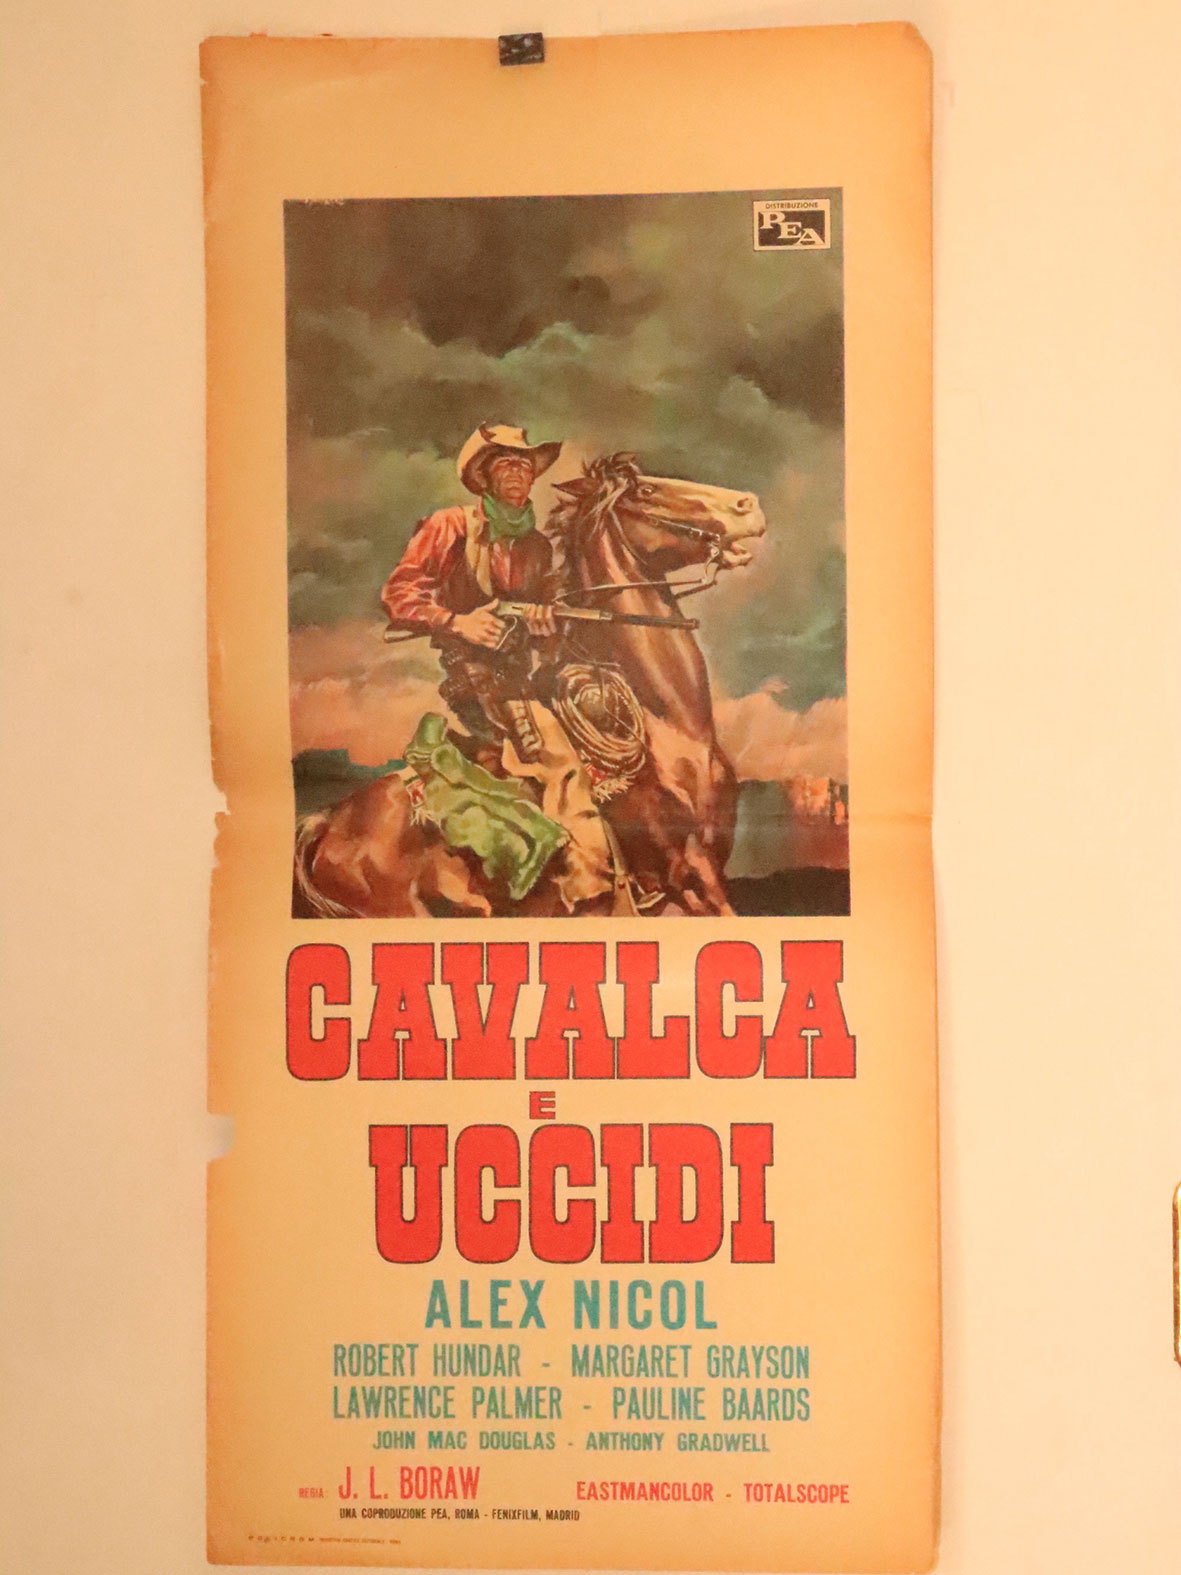 DISTRIBUZIONE
PEA
CAVALCA
E
UCCIDI
ALEX NICOL
ROBERT HUNDAR - MARGARET GRAYSON
LAWRENCE PALMER - PAULINE BAARDS
JOHN MAC DOUGLAS - ANTHONY GRADWELL
REGIA: J. L. BORAW EASTMANCOLOR - TOTALSCOPE
UNA COPRODUZIONE PEA, ROMA - FENIXFILM, MADRID